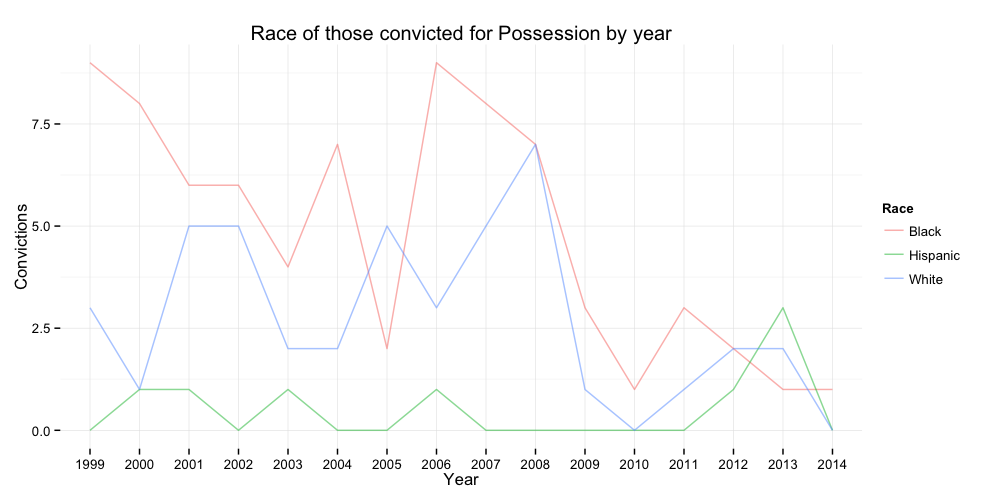 Race of those convicted for Possession by year
Convictions
7.5
5.0
2.5
0.0
1999 2000 2001 2002 2003 2004 2005 2006 2007 2008 2009 2010 2011 2012 2013 2014
Year
Race
Black
Hispanic
White